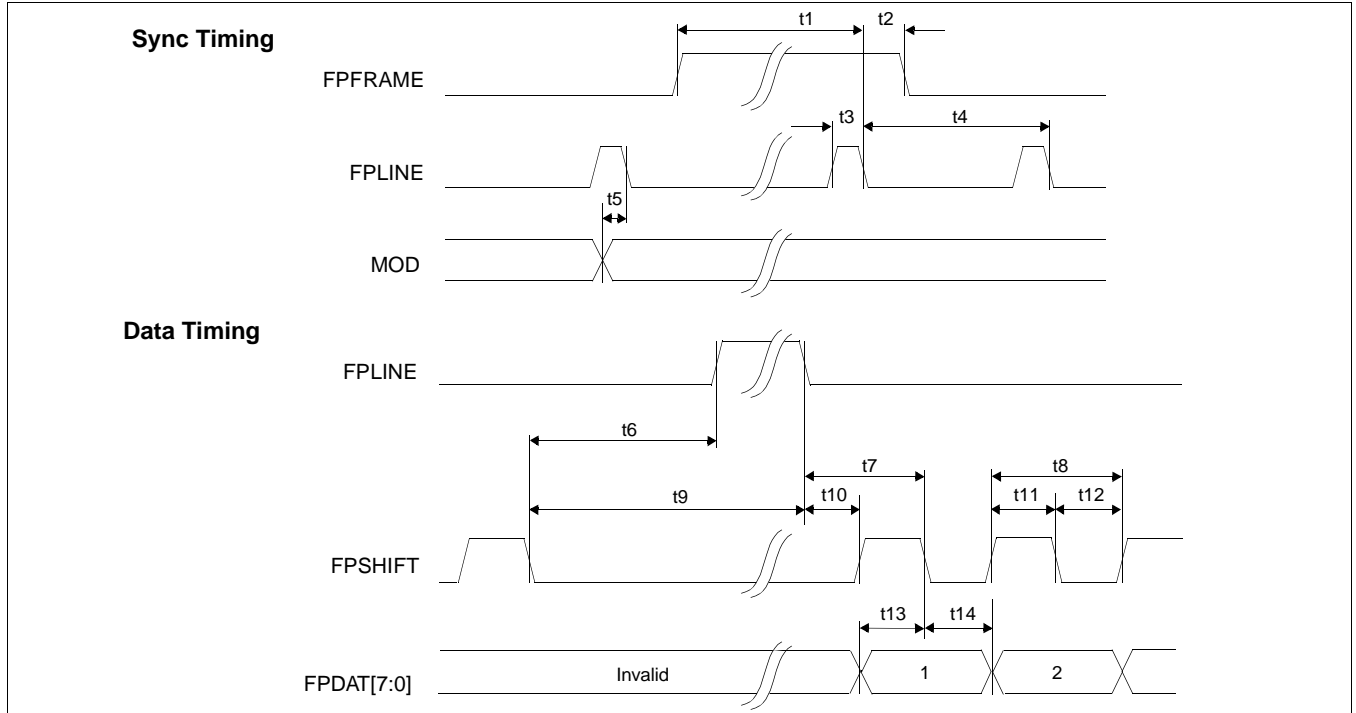 Sync Timing
t1 t2
FPFRAME
t3 t4
FPLINE
t5
MOD
Data Timing
FPLINE
t6
t7 t8
t9 t10 t11 t12
FPSHIFT
t13 t14
FPDAT[7:0] Invalid 1 2